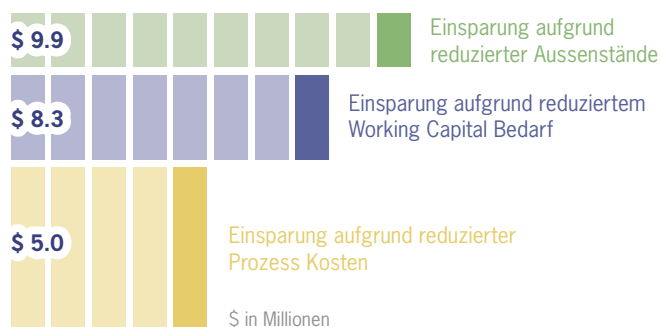 $ 9.9
Einsparung aufgrund
reduzierter Aussenstände
$ 8.3
Einsparung aufgrund reduziertem
Working Capital Bedarf
$ 5.0
Einsparung aufgrund reduzierter
Prozess Kosten
$ in Millionen